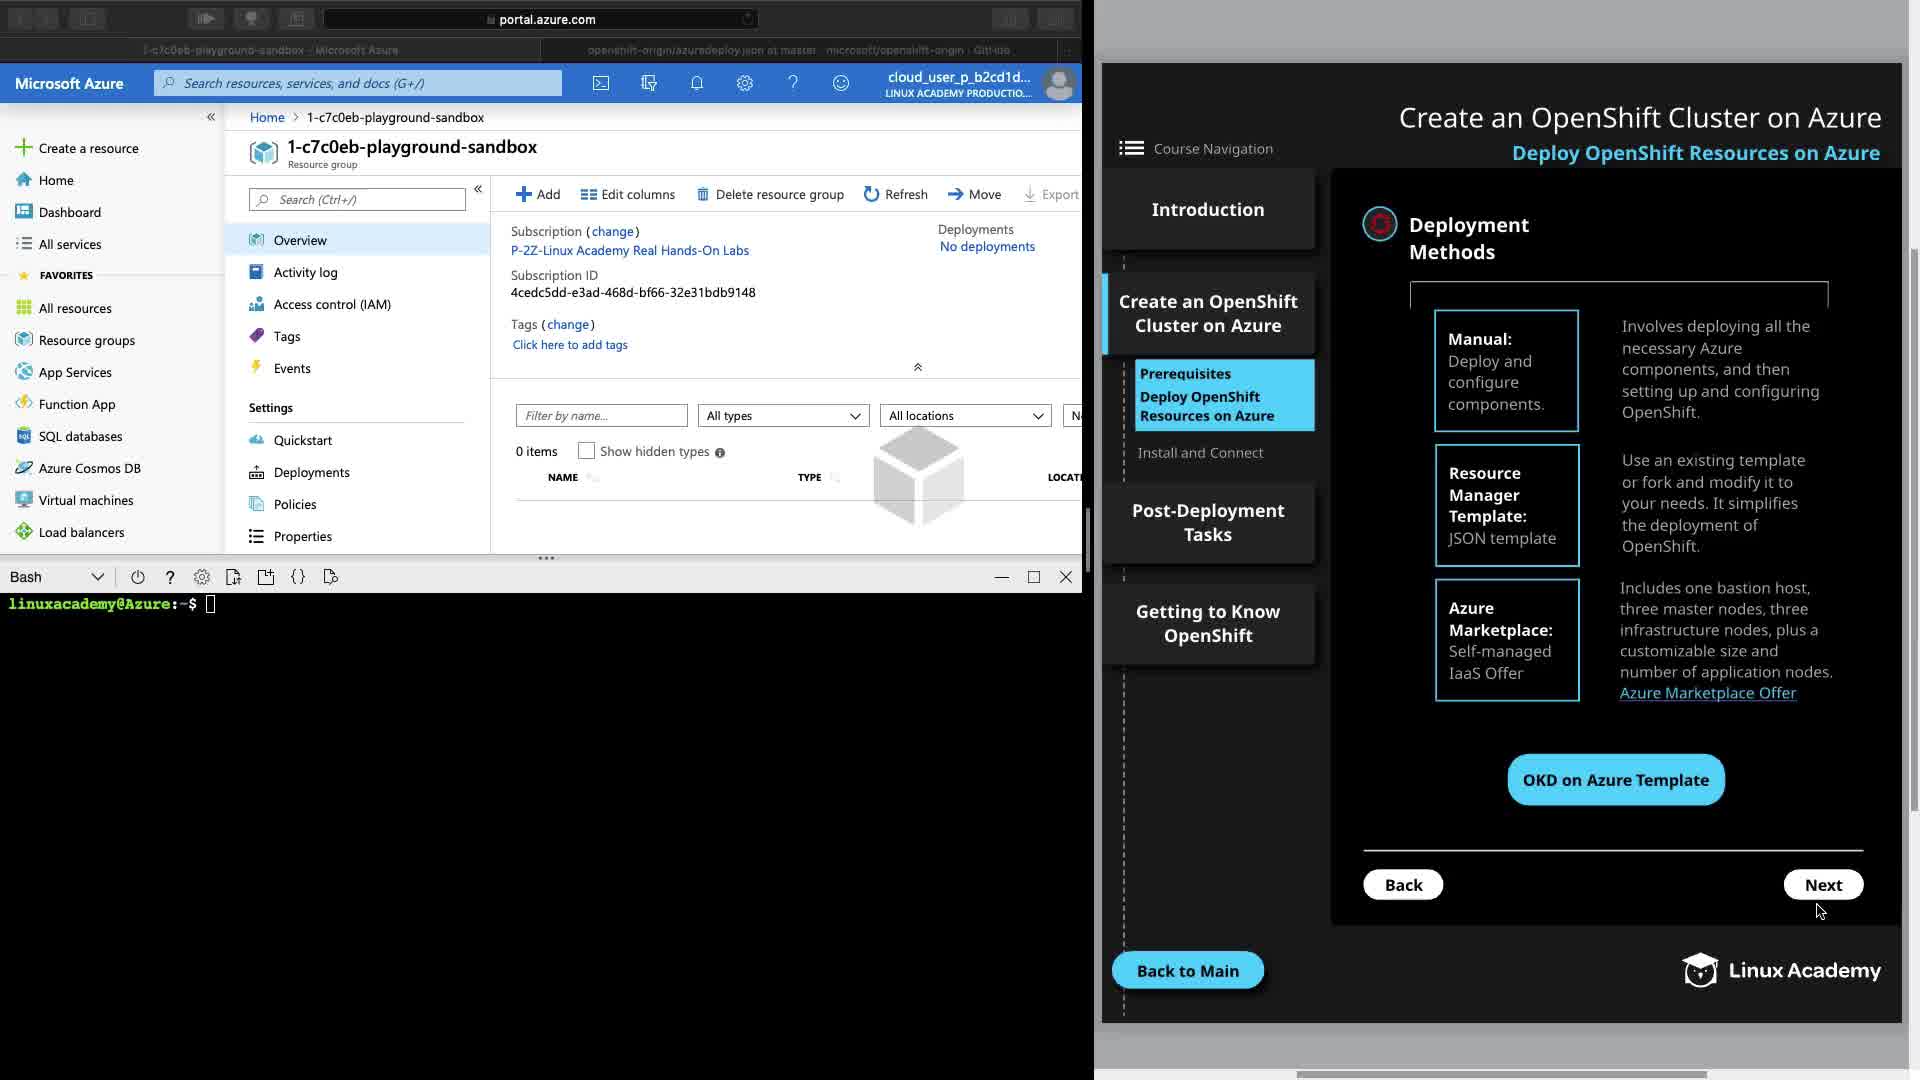 portal.azure.com
1-c7c0eb-playground-sandbox - Microsoft Azure
openshift-origin/azuredeploy.json at master · microsoft/openshift-origin · GitHub
Microsoft Azure
Search resources, services, and docs (G+/)
cloud_user_p_b2cd1d...
LINUX ACADEMY PRODUCTIO...
Home > 1-c7c0eb-playground-sandbox
1-c7c0eb-playground-sandbox
Resource group
Create a resource
Home
Dashboard
All services
FAVORITES
All resources
Resource groups
App Services
Function App
SQL databases
Azure Cosmos DB
Virtual machines
Load balancers
Search (Ctrl+/)
Overview
Activity log
Access control (IAM)
Tags
Events
Settings
Quickstart
Deployments
Policies
Properties
Add
Edit columns
Delete resource group
Refresh
Move
Export
Subscription (change)
P-2Z-Linux Academy Real Hands-On Labs
Subscription ID
4cedc5dd-e3ad-468d-bf66-32e31bdb9148
Tags (change)
Click here to add tags
Deployments
No deployments
Filter by name...
All types
All locations
0 items
Show hidden types
NAME
TYPE
Bash
linuxacademy@Azure:~$
Create an OpenShift Cluster on Azure
Deploy OpenShift Resources on Azure
Course Navigation
Introduction
Create an OpenShift
Cluster on Azure
Prerequisites
Deploy OpenShift
Resources on Azure
Install and Connect
Post-Deployment
Tasks
Getting to Know
OpenShift
Back to Main
Deployment
Methods
Manual:
Deploy and
configure
components.
Involves deploying all the
necessary Azure
components, and then
setting up and configuring
OpenShift.
Resource
Manager
Template:
JSON template
Use an existing template
or fork and modify it to
your needs. It simplifies
the deployment of
OpenShift.
Azure
Marketplace:
Self-managed
IaaS Offer
Includes one bastion host,
three master nodes, three
infrastructure nodes, plus a
customizable size and
number of application nodes.
Azure Marketplace Offer
OKD on Azure Template
Back
Next
Linux Academy